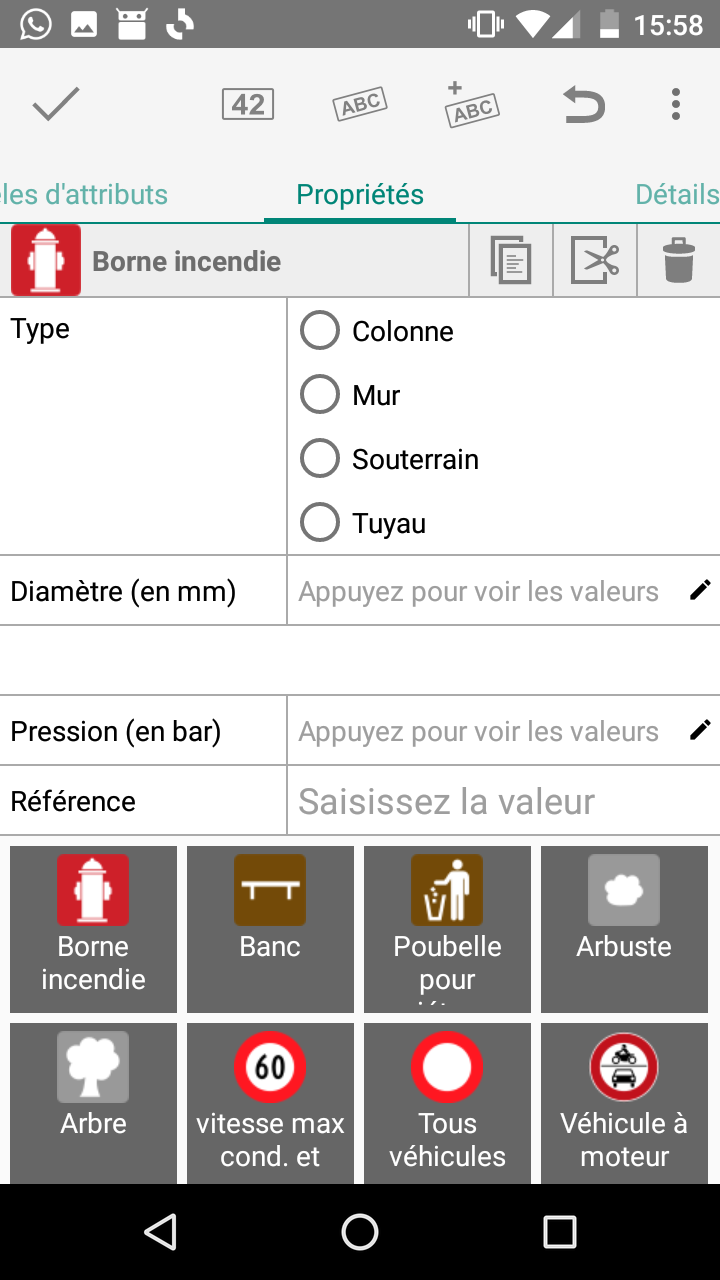 15:58
42 ABC ABC
les d'attributs Propriétés Détails
Borne incendie
Type
Colonne
Mur
Souterrain
Tuyau
Diamètre (en mm) Appuyez pour voir les valeurs
Pression (en bar) Appuyez pour voir les valeurs
Référence Saisissez la valeur
Borne incendie
Banc
Poubelle pour
Arbuste
Arbre
60
vitesse max cond. et
Tous véhicules
Véhicule à moteur